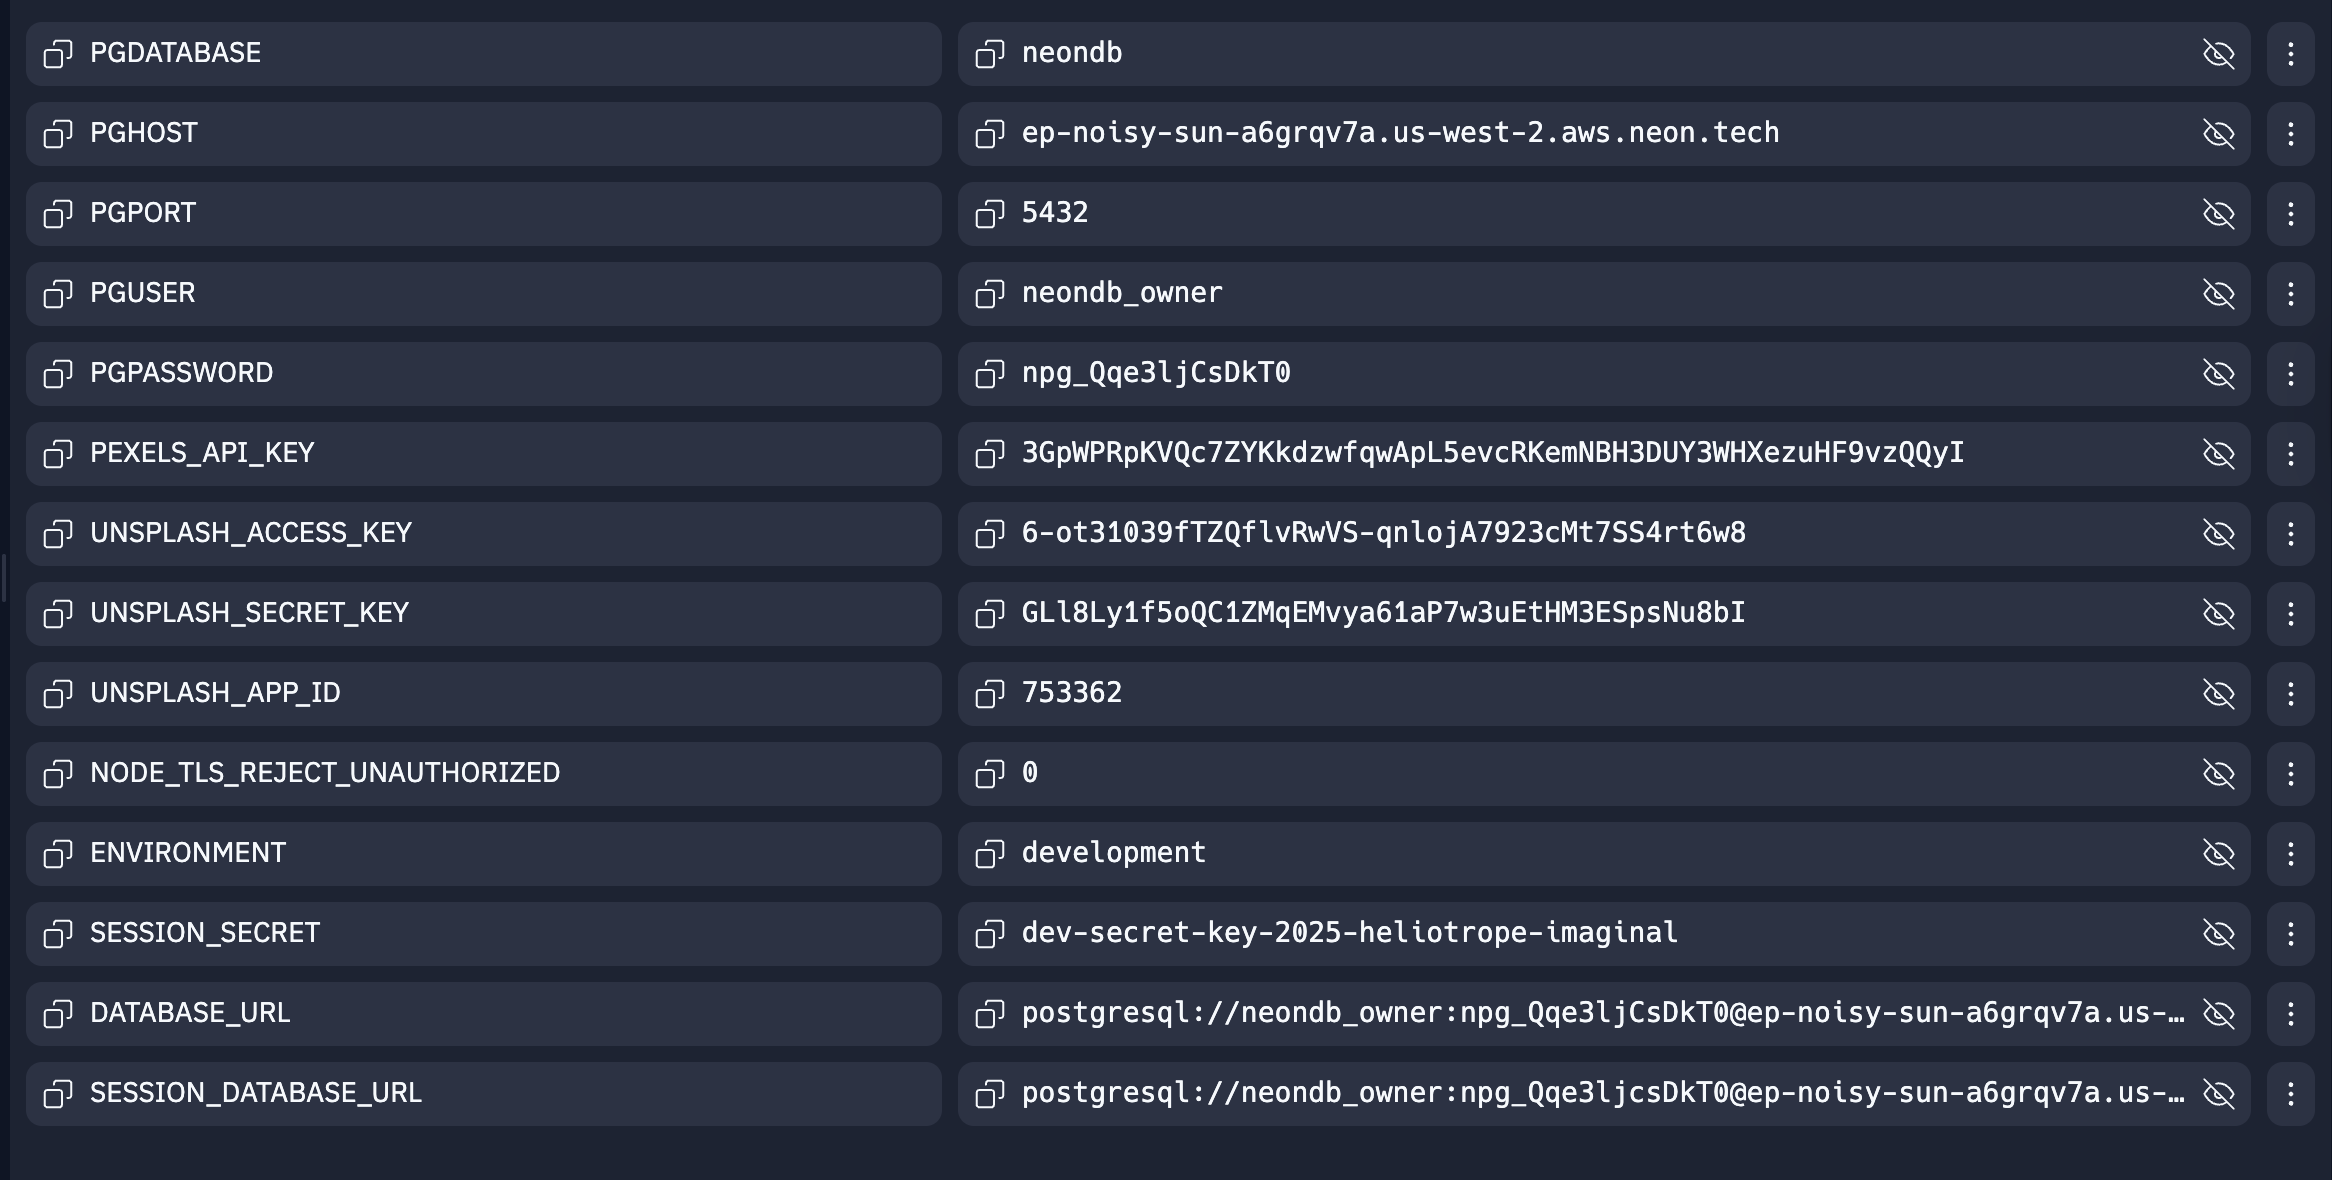 PGDATABASE neondb
PGHOST ep-noisy-sun-a6grqv7a.us-west-2.aws.neon.tech
PGPORT 5432
PGUSER neondb_owner
PGPASSWORD npg_Qqe3ljCsDkT0
PEXELS_API_KEY 3GpWPRpKVQc7ZYKkdzwfqwApL5evcRKemNBH3DUY3WHXezuHF9vzQQyI
UNSPLASH_ACCESS_KEY 6-ot31039fTZQflvRwVS-qnlojA7923cMt7SS4rt6w8
UNSPLASH_SECRET_KEY GLl8Ly1f5oQC1ZMqEMvya61aP7w3uEtHM3ESpsNu8bI
UNSPLASH_APP_ID 753362
NODE_TLS_REJECT_UNAUTHORIZED 0
ENVIRONMENT development
SESSION_SECRET dev-secret-key-2025-heliotrope-imaginal
DATABASE_URL postgresql://neondb_owner:npg_Qqe3ljCsDkT0@ep-noisy-sun-a6grqv7a.us-…
SESSION_DATABASE_URL postgresql://neondb_owner:npg_Qqe3ljcsDkT0@ep-noisy-sun-a6grqv7a.us-…